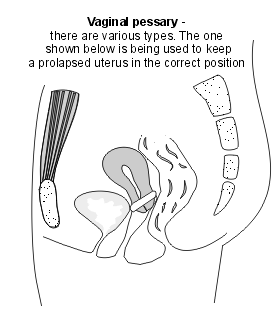 Vaginal pessary -
there are various types. The one
shown below is being used to keep
a prolapsed uterus in the correct position